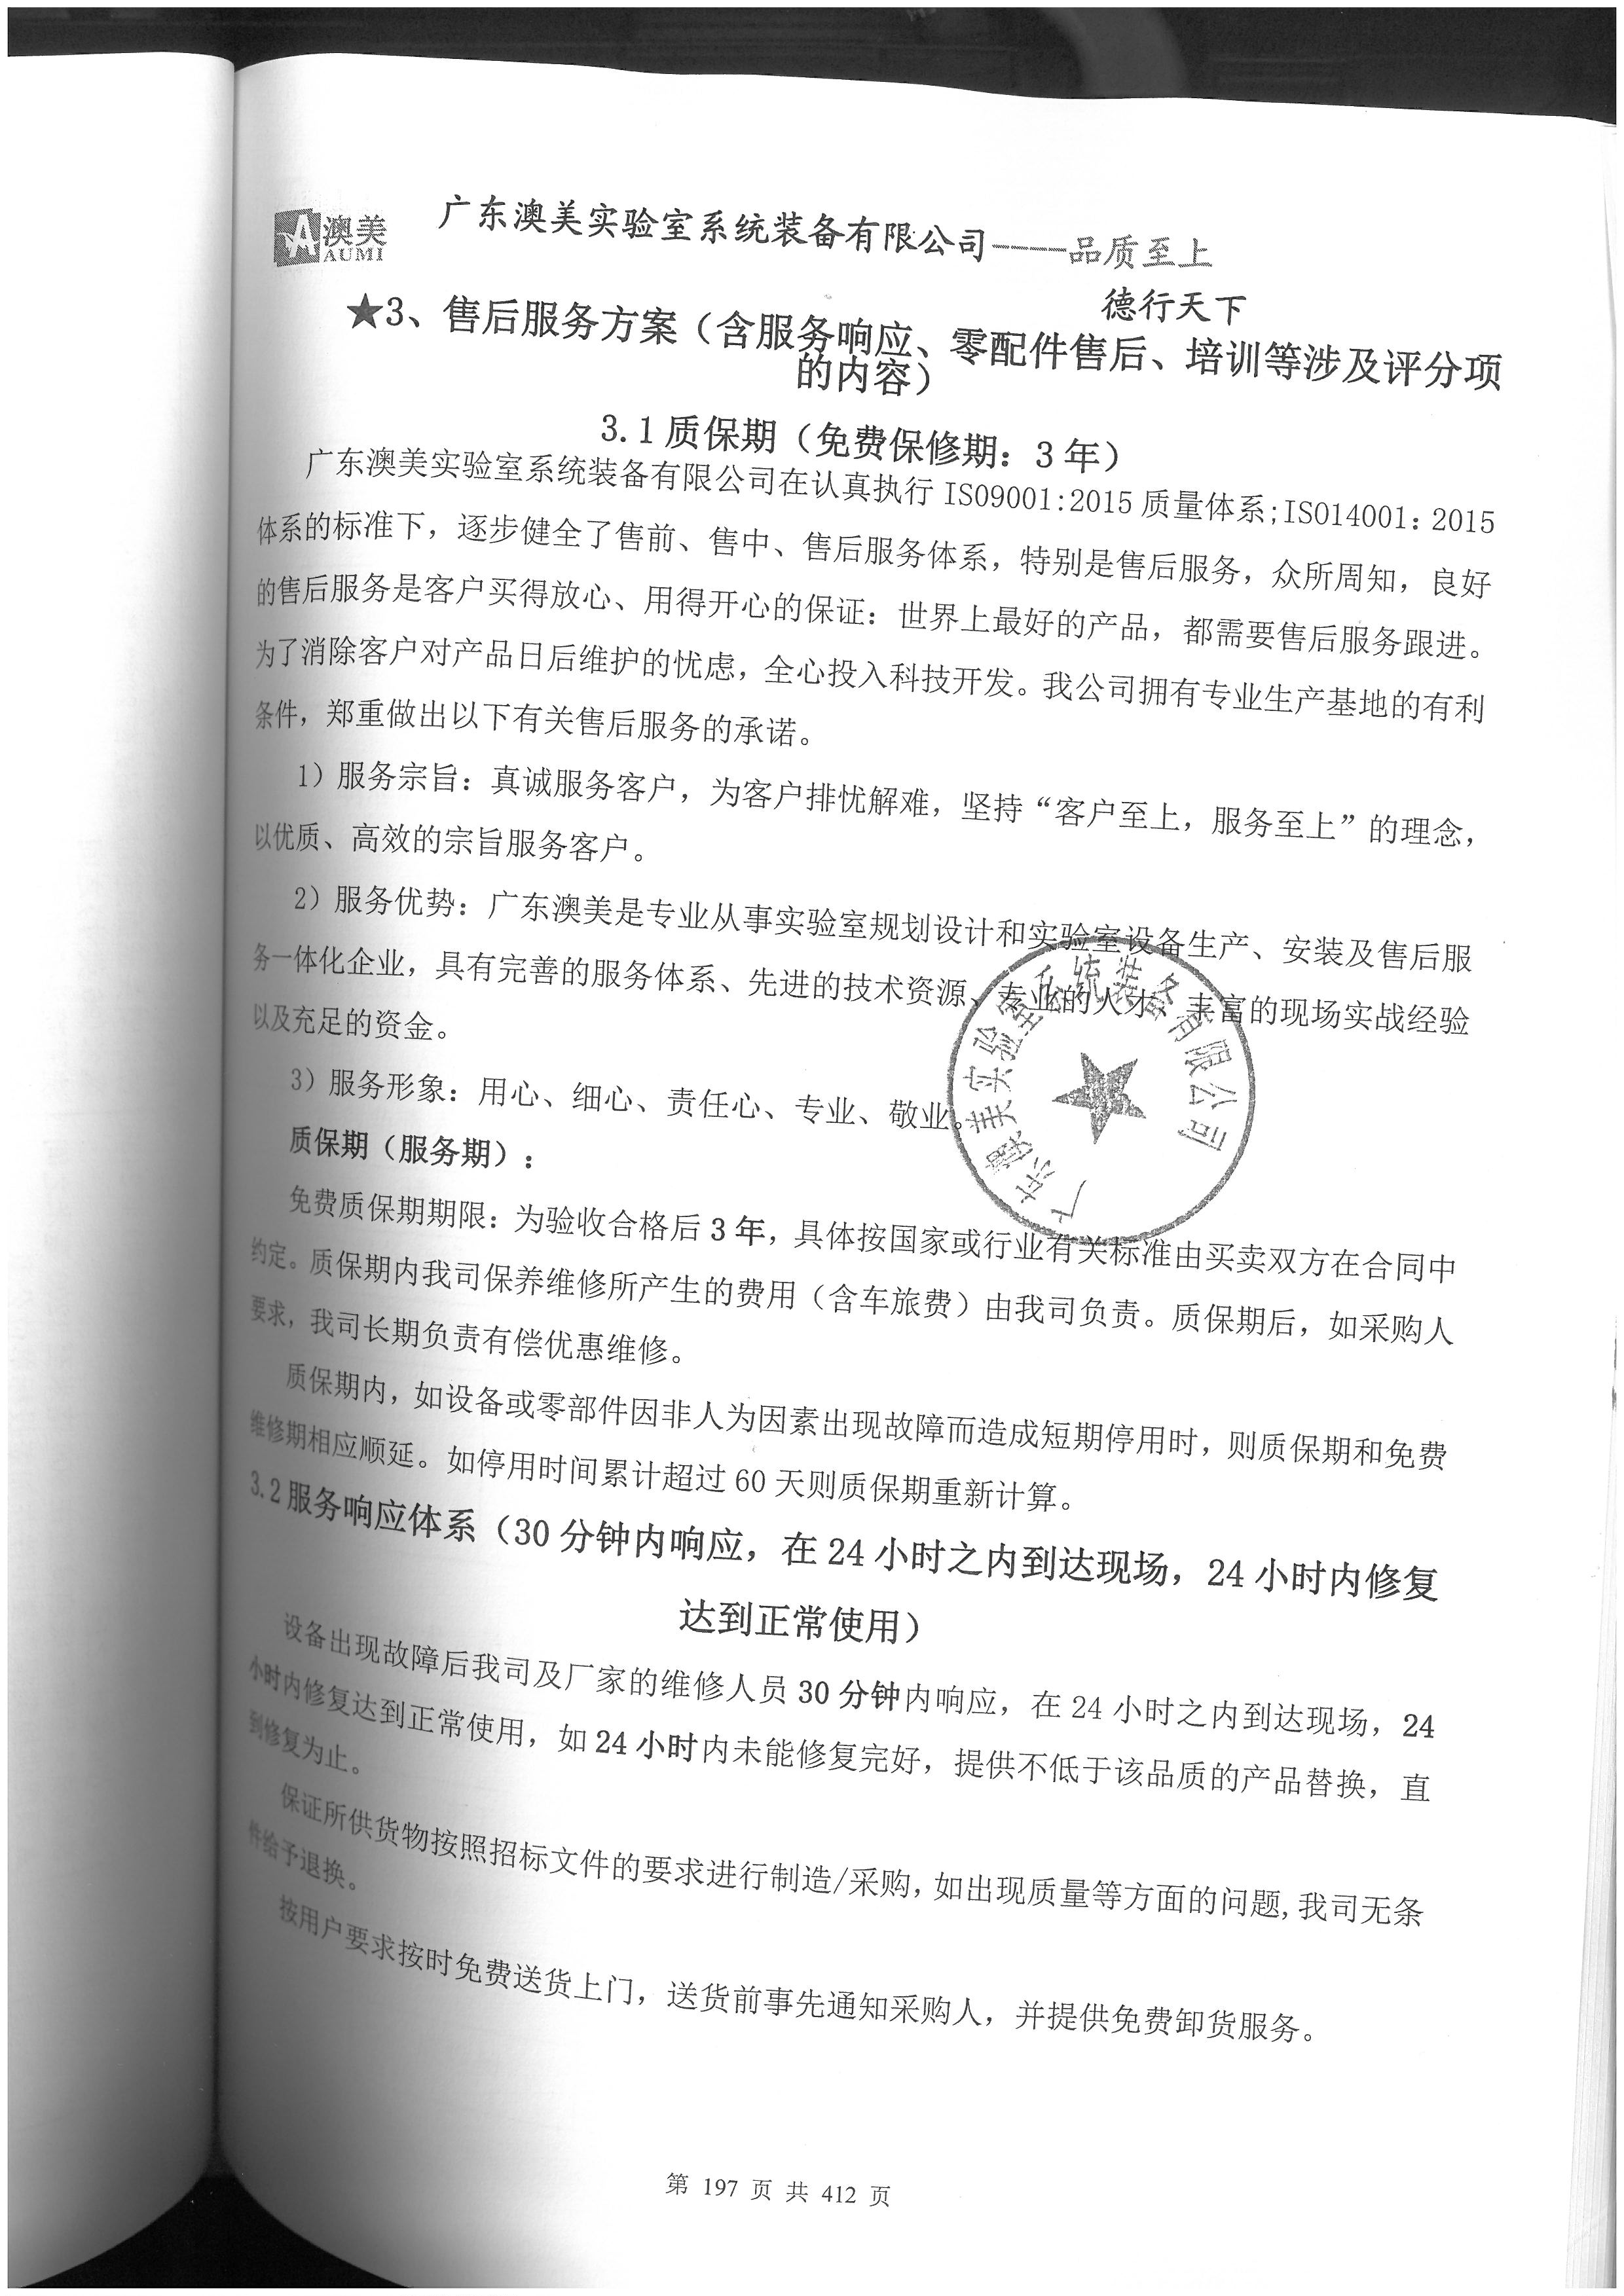 澳美
AUMI
广东澳美实验室系统装备有限公司-----品质至上
德行天下
★3、售后服务方案（含服务响应、零配件售后、培训等涉及评分项
的内容）
3.1 质保期（免费保修期：3 年）
广东澳美实验室系统装备有限公司在认真执行 ISO9001:2015 质量体系;ISO14001：2015
体系的标准下，逐步健全了售前、售中、售后服务体系，特别是售后服务，众所周知，良好
的售后服务是客户买得放心、用得开心的保证：世界上最好的产品，都需要售后服务跟进。
为了消除客户对产品日后维护的忧虑，全心投入科技开发。我公司拥有专业生产基地的有利
条件，郑重做出以下有关售后服务的承诺。
1）服务宗旨：真诚服务客户，为客户排忧解难，坚持“客户至上，服务至上”的理念，
以优质、高效的宗旨服务客户。
2）服务优势：广东澳美是专业从事实验室规划设计和实验室设备生产、安装及售后服
务一体化企业，具有完善的服务体系、先进的技术资源、专业的人才、丰富的现场实战经验
以及充足的资金。
3）服务形象：用心、细心、责任心、专业、敬业。
广东澳美实验室系统装备有限公司
质保期（服务期）:
免费质保期期限：为验收合格后 3 年，具体按国家或行业有关标准由买卖双方在合同中
约定。质保期内我司保养维修所产生的费用（含车旅费）由我司负责。质保期后，如采购人
要求，我司长期负责有偿优惠维修。
质保期内，如设备或零部件因非人为因素出现故障而造成短期停用时，则质保期和免费
维修期相应顺延。如停用时间累计超过 60 天则质保期重新计算。
3.2 服务响应体系（30 分钟内响应，在 24 小时之内到达现场，24 小时内修复
达到正常使用）
设备出现故障后我司及厂家的维修人员 30 分钟内响应，在 24 小时之内到达现场，24
小时内修复达到正常使用，如 24 小时内未能修复完好，提供不低于该品质的产品替换，直
到修复为止。
保证所供货物按照招标文件的要求进行制造/采购,如出现质量等方面的问题,我司无条
件给予退换。
按用户要求按时免费送货上门，送货前事先通知采购人，并提供免费卸货服务。
第 197 页 共 412 页